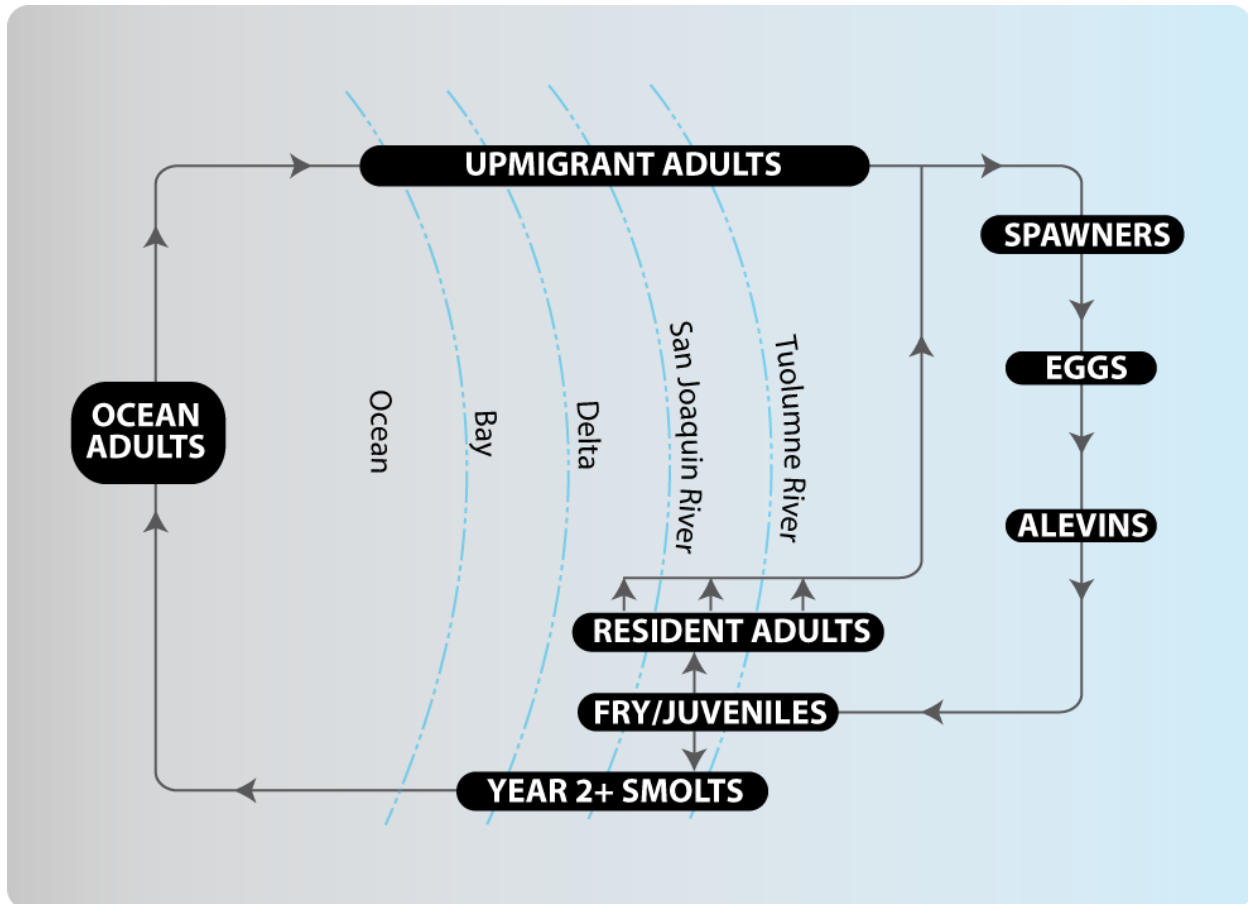 UPMIGRANT ADULTS
SPAWNERS
EGGS
OCEAN
ADULTS
Ocean
Bay
Delta
San Joaquin River
Tuolumne River
ALEVINS
RESIDENT ADULTS
FRY/JUVENILES
YEAR 2+ SMOLTS